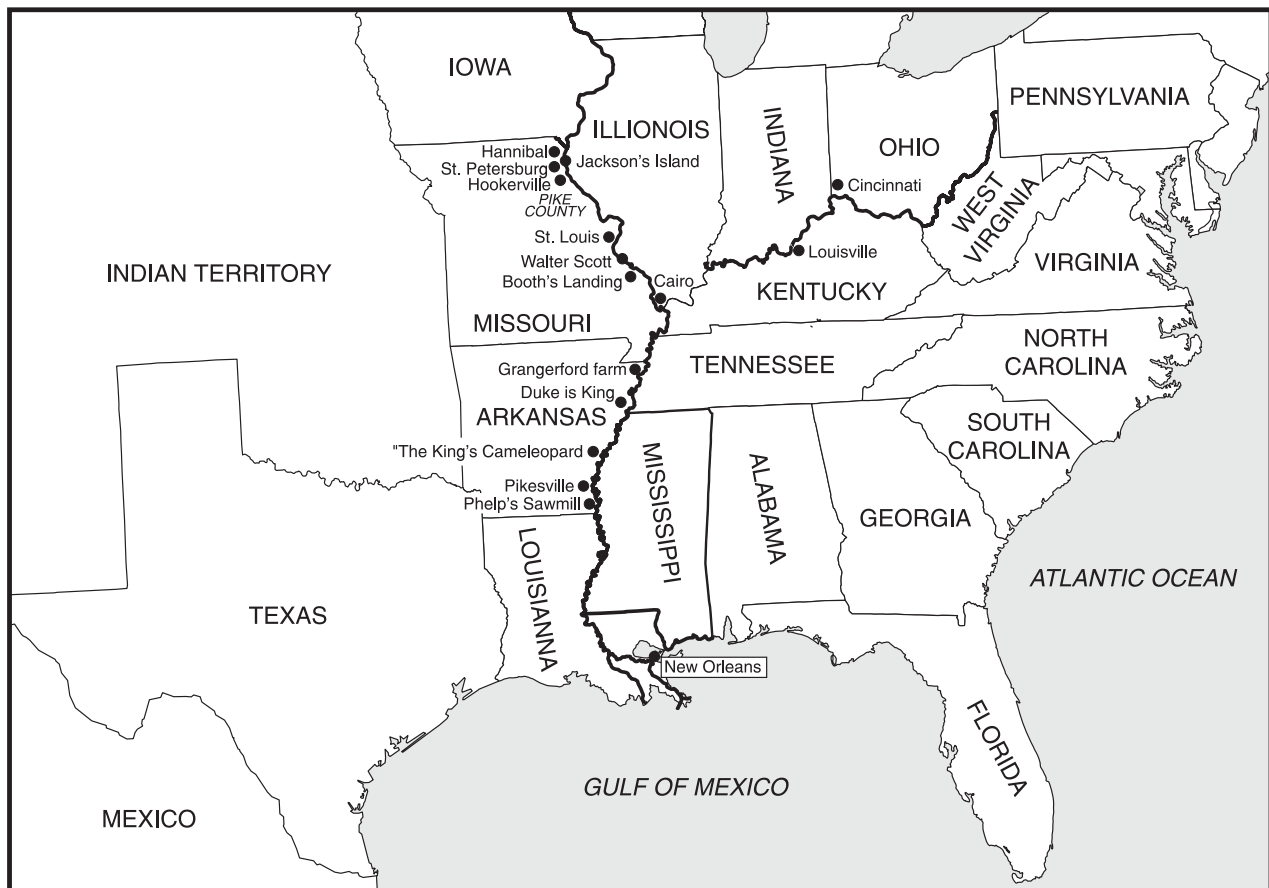 IOWA
ILLIONOIS
INDIANA
OHIO
PENNSYLVANIA
Hannibal
St. Petersburg
Hookerville
Jackson's Island
PIKE
COUNTY
Cincinnati
WEST
VIRGINIA
St. Louis
Walter Scott
Booth's Landing
Cairo
Louisville
VIRGINIA
INDIAN TERRITORY
KENTUCKY
MISSOURI
NORTH
CAROLINA
Grangerford farm
TENNESSEE
Duke is King
ARKANSAS
SOUTH
CAROLINA
"The King's Cameleopard
MISSISSIPPI
ALABAMA
Pikesville
Phelp's Sawmill
GEORGIA
LOUISIANNA
ATLANTIC OCEAN
TEXAS
New Orleans
FLORIDA
GULF OF MEXICO
MEXICO